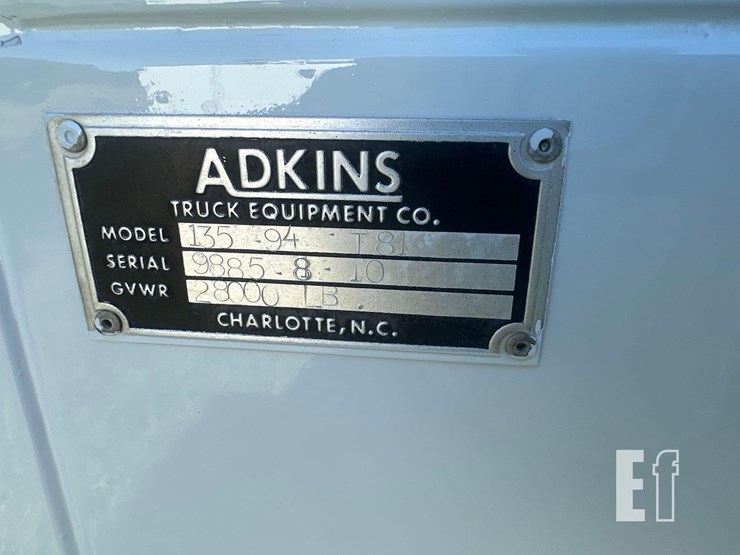 ADKINS
TRUCK EQUIPMENT CO.
MODEL 135-94 T81
SERIAL 9885-8-10
GVWR 28000 LB
CHARLOTTE, N.C.
Ef